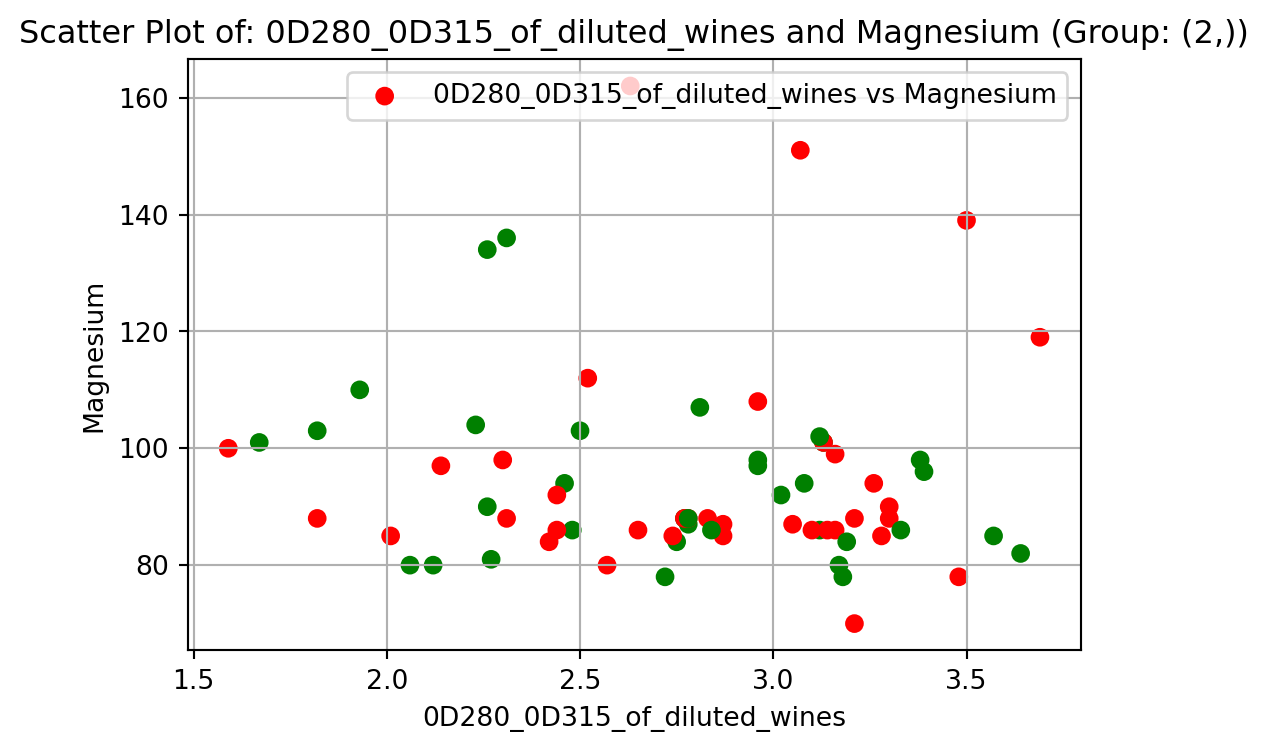 Scatter Plot of: 0D280_0D315_of_diluted_wines and Magnesium (Group: (2,))
0D280_0D315_of_diluted_wines vs Magnesium
160
140
120
100
80
Magnesium
1.5 2.0 2.5 3.0 3.5
0D280_0D315_of_diluted_wines